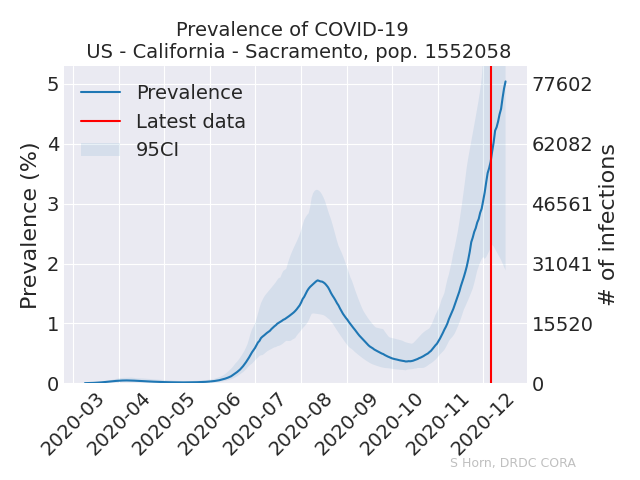 Prevalence of COVID-19
US - California - Sacramento, pop. 1552058
Prevalence
Latest data
95CI
Prevalence (%)
5
4
3
2
1
0
77602
62082
46561
31041
15520
0
# of infections
2020-03
2020-04
2020-05
2020-06
2020-07
2020-08
2020-09
2020-10
2020-11
2020-12
S Horn, DRDC CORA